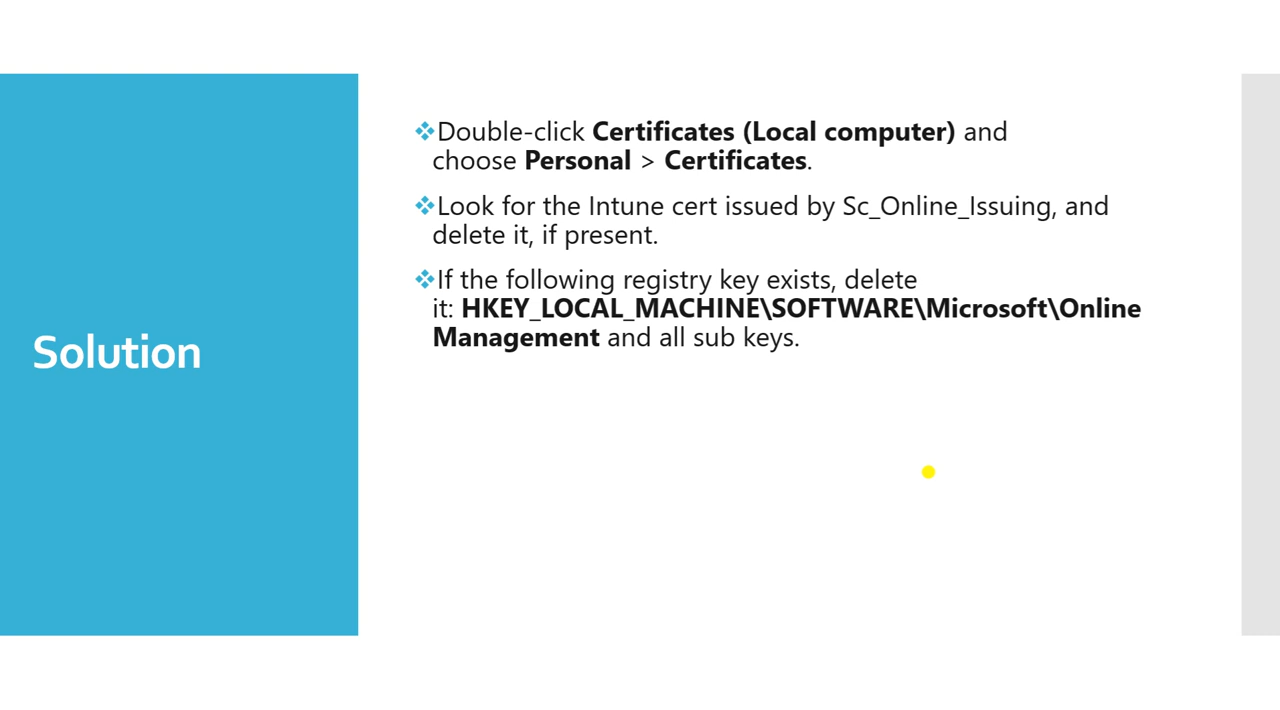 Solution
❖Double-click Certificates (Local computer) and
choose Personal > Certificates.
❖Look for the Intune cert issued by Sc_Online_Issuing, and
delete it, if present.
❖If the following registry key exists, delete
it: HKEY_LOCAL_MACHINE\SOFTWARE\Microsoft\Online
Management and all sub keys.